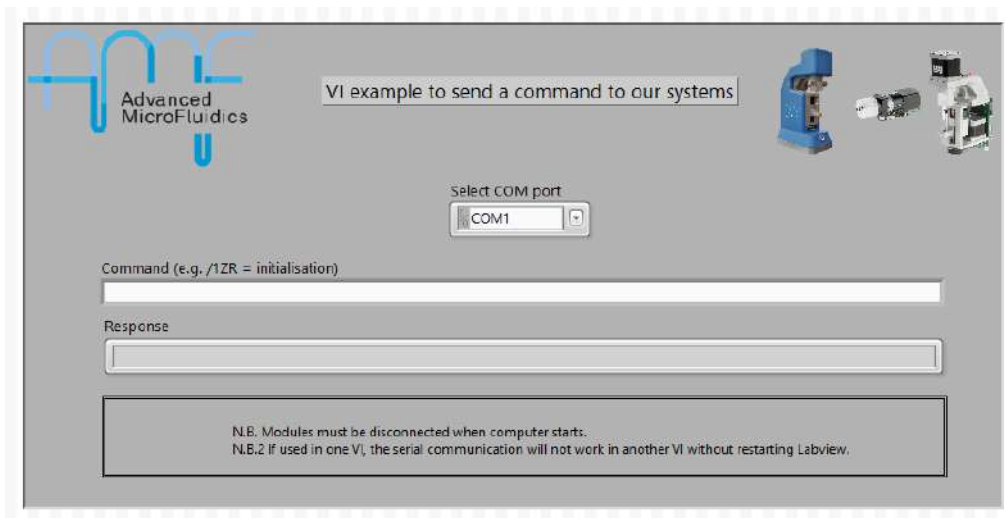 Advanced
MicroFluidics
VI example to send a command to our systems
Select COM port
COM1
Command (e.g. /1ZR = initialisation)
Response
N.B. Modules must be disconnected when computer starts.
N.B.2 If used in one VI, the serial communication will not work in another VI without restarting Labview.